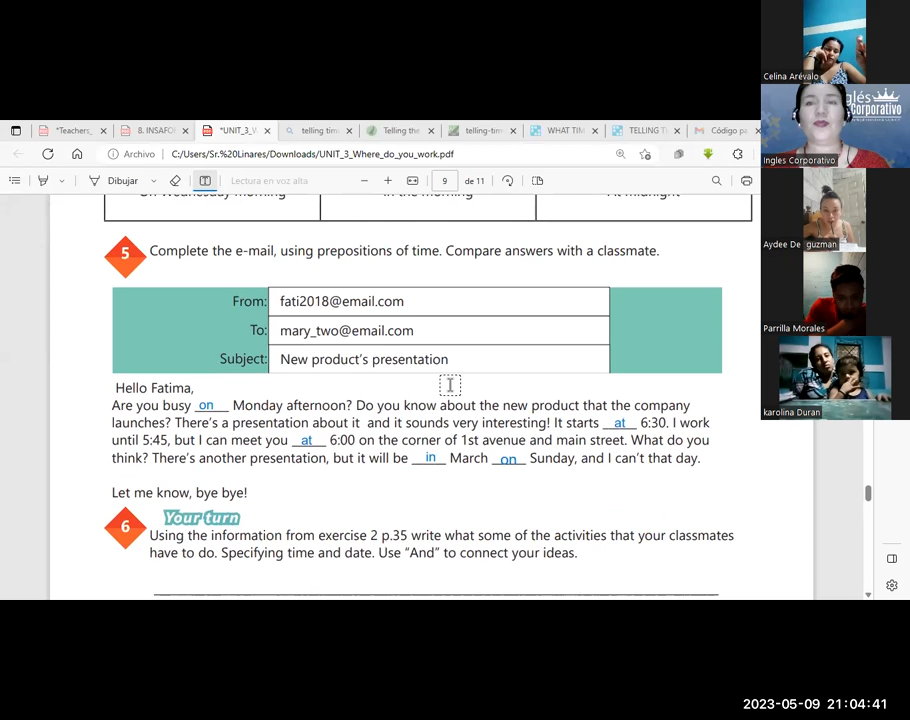 Teachers_
8. INSAFO
*UNIT_3_W
telling tim
Telling the
telling-tim
WHAT TIM
TELLING T
Código pa
Archivo
C:/Users/Sr.%20Linares/Downloads/UNIT_3_Where_do_you_work.pdf
Dibujar
Lectura en voz alta
9
de 11
On Wednesday morning
In the morning
At midnight
5
Complete the e-mail, using prepositions of time. Compare answers with a classmate.
From: fati2018@email.com
To: mary_two@email.com
Subject: New product's presentation
Hello Fatima,
Are you busy on Monday afternoon? Do you know about the new product that the company
launches? There's a presentation about it and it sounds very interesting! It starts at 6:30. I work
until 5:45, but I can meet you at 6:00 on the corner of 1st avenue and main street. What do you
think? There's another presentation, but it will be in March on Sunday, and I can't that day.
Let me know, bye bye!
6
Your turn
Using the information from exercise 2 p.35 write what some of the activities that your classmates
have to do. Specifying time and date. Use "And" to connect your ideas.
Celina Arévalo
glés
Corporativo
Ingles Corporativo
Aydee De guzman
Parrilla Morales
karolina Duran
2023-05-09 21:04:41